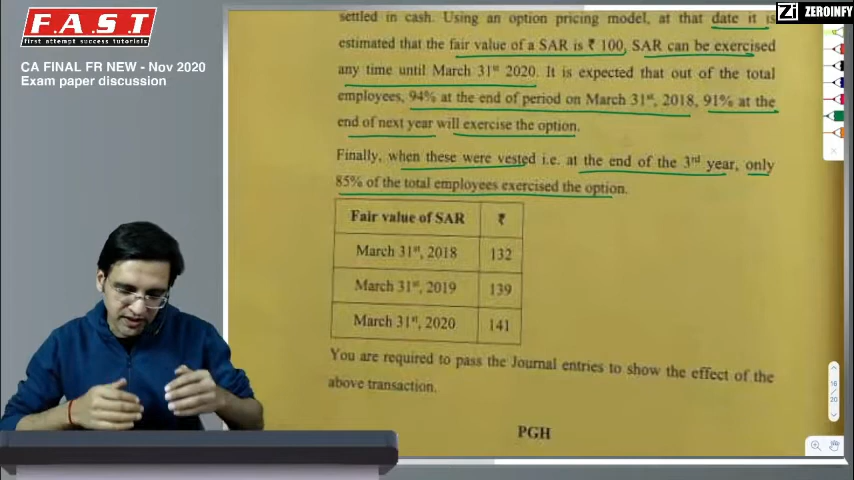 F.A.S.T
first attempt success tutorials
CA FINAL FR NEW - Nov 2020
Exam paper discussion
Zi ZEROINFY
settled in cash. Using an option pricing model, at that date it is
estimated that the fair value of a SAR is ₹ 100, SAR can be exercised
any time until March 31st 2020. It is expected that out of the total
employees, 94% at the end of period on March 31st, 2018, 91% at the
end of next year will exercise the option.
Finally, when these were vested i.e. at the end of the 3rd year, only
85% of the total employees exercised the option.
Fair value of SAR ₹
March 31st, 2018 132
March 31st, 2019 139
March 31st, 2020 141
You are required to pass the Journal entries to show the effect of the
above transaction.
PGH
16
/
20